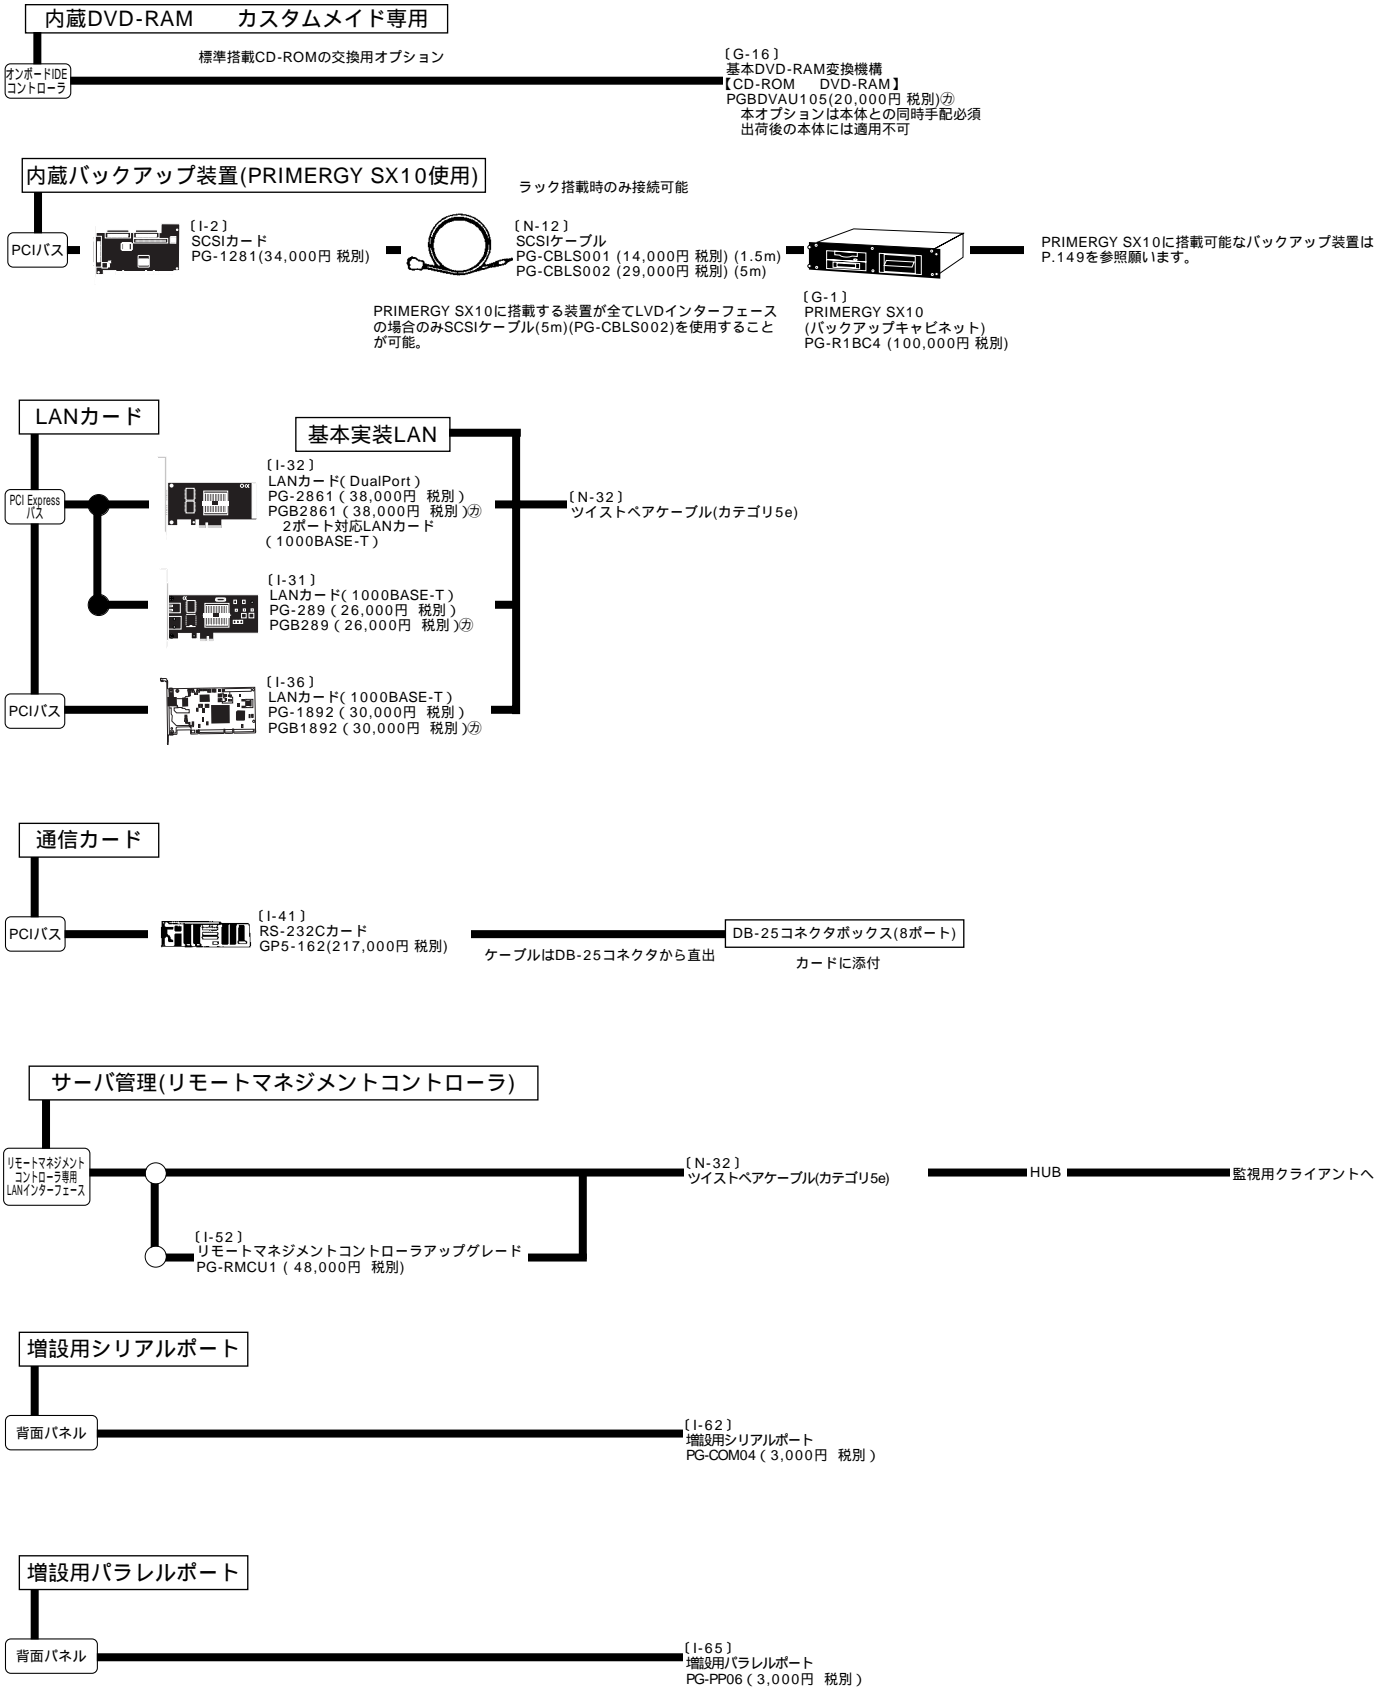 内蔵DVD-RAM　　カスタムメイド専用
オンボードIDE
コントローラ
標準搭載CD-ROMの交換用オプション
〔G-16〕
基本DVD-RAM変換機構
【CD-ROM　　DVD-RAM】
PGBDVAU105(20,000円 税別)㋕
本オプションは本体との同時手配必須
出荷後の本体には適用不可
内蔵バックアップ装置(PRIMERGY SX10使用)
ラック搭載時のみ接続可能
PCIバス
〔I-2〕
SCSIカード
PG-1281(34,000円 税別)
〔N-12〕
SCSIケーブル
PG-CBLS001 (14,000円 税別) (1.5m)
PG-CBLS002 (29,000円 税別) (5m)
PRIMERGY SX10に搭載可能なバックアップ装置は
P.149を参照願います。
PRIMERGY SX10に搭載する装置が全てLVDインターフェース
の場合のみSCSIケーブル(5m)(PG-CBLS002)を使用すること
が可能。
〔G-1〕
PRIMERGY SX10
(バックアップキャビネット)
PG-R1BC4 (100,000円 税別)
LANカード
基本実装LAN
PCI Express
バス
〔I-32〕
LANカード( DualPort )
PG-2861 ( 38,000円 税別 )
PGB2861 ( 38,000円 税別 )㋕
2ポート対応LANカード
( 1000BASE-T )
〔N-32〕
ツイストペアケーブル(カテゴリ5e)
〔I-31〕
LANカード( 1000BASE-T )
PG-289 ( 26,000円 税別 )
PGB289 ( 26,000円 税別 )㋕
PCIバス
〔I-36〕
LANカード( 1000BASE-T )
PG-1892 ( 30,000円 税別 )
PGB1892 ( 30,000円 税別 )㋕
通信カード
PCIバス
〔I-41〕
RS-232Cカード
GP5-162(217,000円 税別)
ケーブルはDB-25コネクタから直出
DB-25コネクタボックス(8ポート)
カードに添付
サーバ管理(リモートマネジメントコントローラ)
リモートマネジメント
コントローラ専用
LANインターフェース
〔N-32〕
ツイストペアケーブル(カテゴリ5e)
HUB
監視用クライアントへ
〔I-52〕
リモートマネジメントコントローラアップグレード
PG-RMCU1 ( 48,000円 税別)
増設用シリアルポート
背面パネル
〔I-62〕
増設用シリアルポート
PG-COM04 ( 3,000円 税別 )
増設用パラレルポート
背面パネル
〔I-65〕
増設用パラレルポート
PG-PP06 ( 3,000円 税別 )